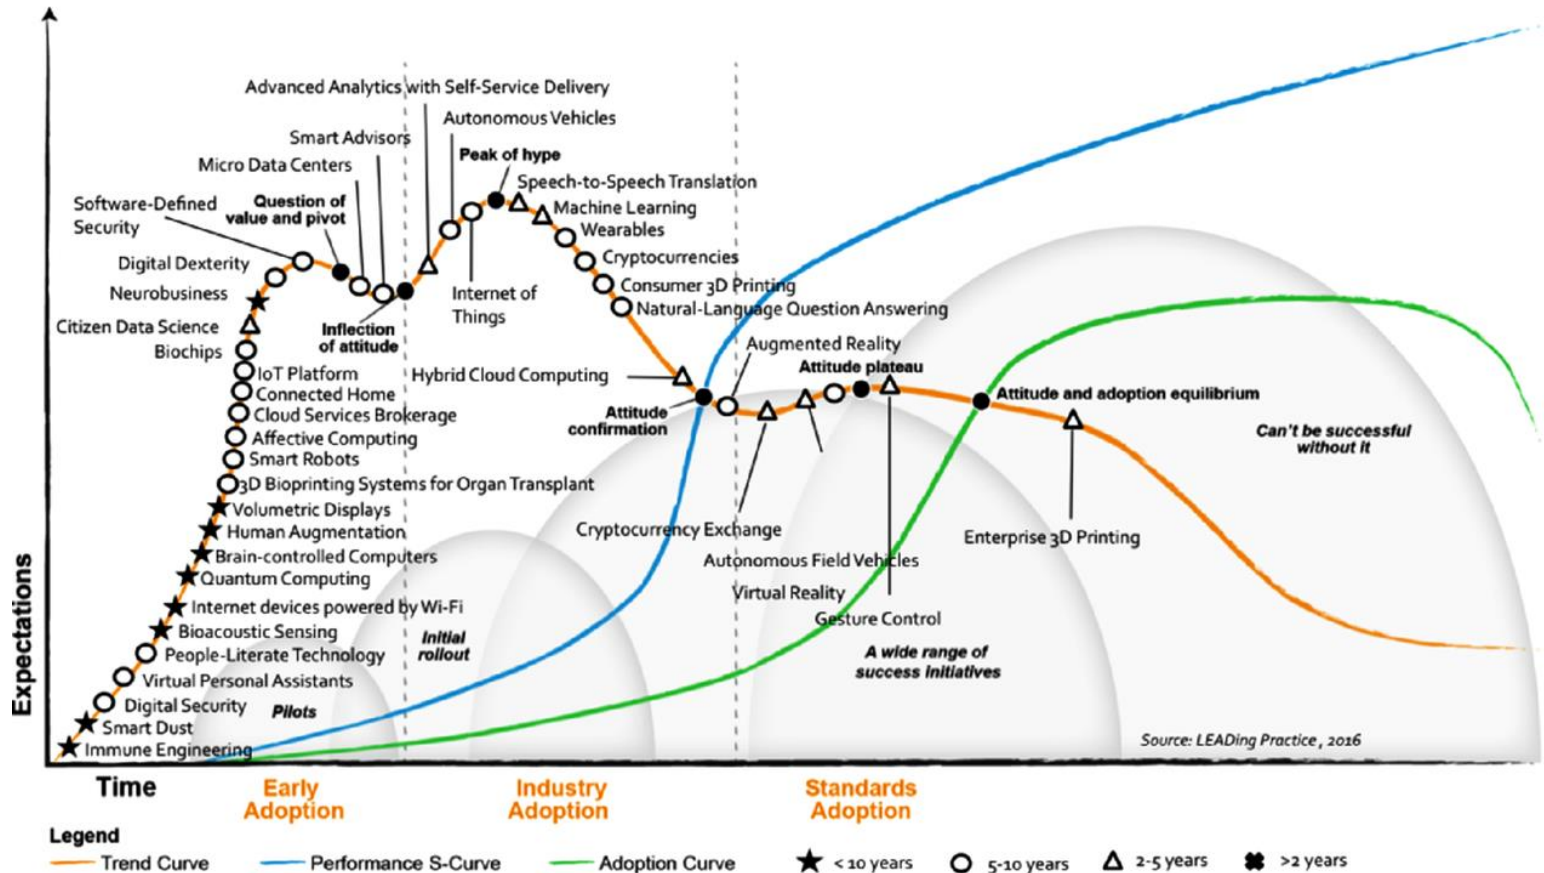 Advanced Analytics with Self-Service Delivery
Autonomous Vehicles
Smart Advisors
Peak of hype
Micro Data Centers
Speech-to-Speech Translation
Software-Defined
Security
Question of
value and pivot
Machine Learning
Wearables
Digital Dexterity
Cryptocurrencies
Neurobusiness
Consumer 3D Printing
Internet of
Things
Natural-Language Question Answering
Citizen Data Science
Inflection
of attitude
Biochips
Augmented Reality
IoT Platform
Hybrid Cloud Computing
Attitude plateau
Connected Home
Attitude and adoption equilibrium
Cloud Services Brokerage
Attitude
confirmation
Affective Computing
Can't be successful
without it
Smart Robots
3D Bioprinting Systems for Organ Transplant
Volumetric Displays
Human Augmentation
Cryptocurrency Exchange
Enterprise 3D Printing
Brain-controlled Computers
Autonomous Field Vehicles
Quantum Computing
Virtual Reality
Internet devices powered by Wi-Fi
Gesture Control
Bioacoustic Sensing
Initial
rollout
People-Literate Technology
A wide range of
success initiatives
Virtual Personal Assistants
Digital Security
Pilots
Smart Dust
Immune Engineering
Source: LEADing Practice, 2016
Expectations
Time
Early
Adoption
Industry
Adoption
Standards
Adoption
Legend
Trend Curve
Performance S-Curve
Adoption Curve
< 10 years
5-10 years
2-5 years
>2 years